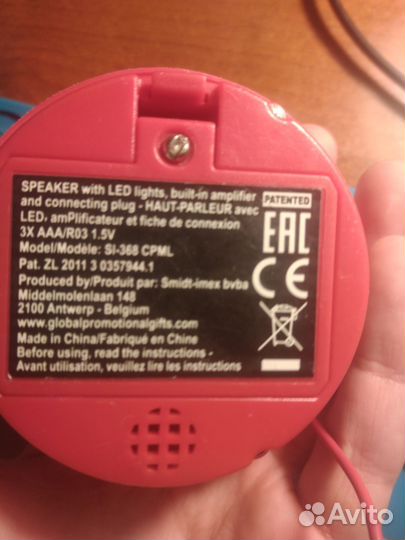 SPEAKER with LED lights, built-in amplifier
and connecting plug - HAUT-PARLEUR avec
LED, amPlificateur et fiche de connexion
3X AAA/R03 1.5V
Model/Modèle: SI-368 CPML
Pat. ZL 2011 3 0357944.1
Produced by/Produit par: Smidt-imex bvba
Middelmolenlaan 148
2100 Antwerp - Belgium
www.globalpromotionalgifts.com
Made in China/Fabriqué en Chine
Before using, read the instructions -
Avant utilisation, veuillez lire les instructions
PATENTED
EAC
CE
Avito